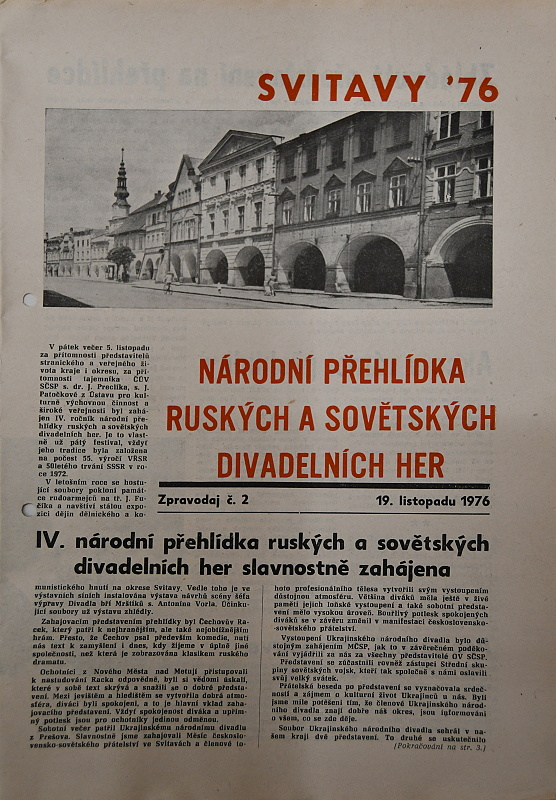 SVITAVY '76
V pátek večer 5. listopadu
za přítomnosti představitelů
stranického a veřejného ži-
vota kraje i okresu, za pří-
tomnosti tajemníka ČÚV
SČSP s. dr. J. Preclíka, s. J.
Patočkové z Ústavu pro kul-
turně výchovnou činnost a
široké veřejnosti byl zahá-
jen IV. ročník národní pře-
hlídky ruských a sovětských
divadelních her. Je to vlast-
ně už pátý festival, vždyť
jeho tradice byla založena
na počest 55. výročí VŘSR
a 50letého trvání SSSR v ro-
ce 1972.
V letošním roce se hostu-
jící soubory pokloní památ-
ce rudoarmejců na tř. J. Fu-
číka a navštíví stálou expo-
zici dějin dělnického a ko-
NÁRODNÍ PŘEHLÍDKA
RUSKÝCH A SOVĚTSKÝCH
DIVADELNÍCH HER
Zpravodaj č. 2 19. listopadu 1976
IV. národní přehlídka ruských a sovětských
divadelních her slavnostně zahájena
munistického hnutí na okrese Svitavy. Vedle toho je ve
výstavních síních instalována výstava návrhů scény šéfa
výpravy Divadla bří Mrštíků s. Antonína Vorla. Účinku-
jící soubory už výstavu zhlédly.
Zahajovacím představením přehlídky byl Čechovův Ra-
cek, který patří k nejhranějším, ale také nejobtížnějším
hrám. Přesto, že Čechov psal především komedie, nutí
nás text k zamyšlení i dnes, kdy žijeme v úplně jiné
společnosti, než která je zobrazována klasikem ruského
dramatu.
Ochotníci z Nového Města nad Metují přistupovali
k nastudování Racka odpovědně, byli si vědomi úskalí,
které v sobě text skrývá a snažili se o dobré představe-
ní. Mezi jevištěm a hledištěm se vytvořila dobrá atmo-
sféra, diváci byli spokojeni, a to je hlavní vklad zaha-
jovacího představení. Vždyť spokojenost diváka a upřím-
ný potlesk jsou pro ochotníky jedinou odměnou.
Sobotní večer patřil Ukrajinskému národnímu divadlu
z Prešova. Slavnostně jsme zahajovali Měsíc českoslo-
vensko-sovětského přátelství ve Svitavách a členové to-
hoto profesionálního tělesa vytvořili svým vystoupením
důstojnou atmosféru. Většina diváků měla ještě v živé
paměti jejich loňské vystoupení a také sobotní předsta-
vení mělo vysokou úroveň. Souvětlý potlesk spokojených
diváků se v závěru změnil v manifestaci československo-
-sovětského přátelství.
Vystoupení Ukrajinského národního divadla bylo dů-
stojným zahájením MČSP, jak to v závěrečném poděko-
vání vyjádřili za nás za všechny představitelé OV SČSP.
Představení se zúčastnili rovněž zástupci Střední sku-
piny sovětských vojsk, kteří tak společně s námi oslavili
svůj velký svátek.
Přátelská beseda po představení se vyznačovala srdeč-
ností a zájmem o kulturní život Ukrajinců u nás. Byli
jsme mile potěšeni tím, že členové Ukrajinského národ-
ního divadla znají dobře náš okres, jsou informováni
o všem, co se zde děje.
Soubor Ukrajinského národního divadla sehrál v na-
šem kraji dvě představení. To druhé se uskutečnilo
(Pokračování na str. 3.)